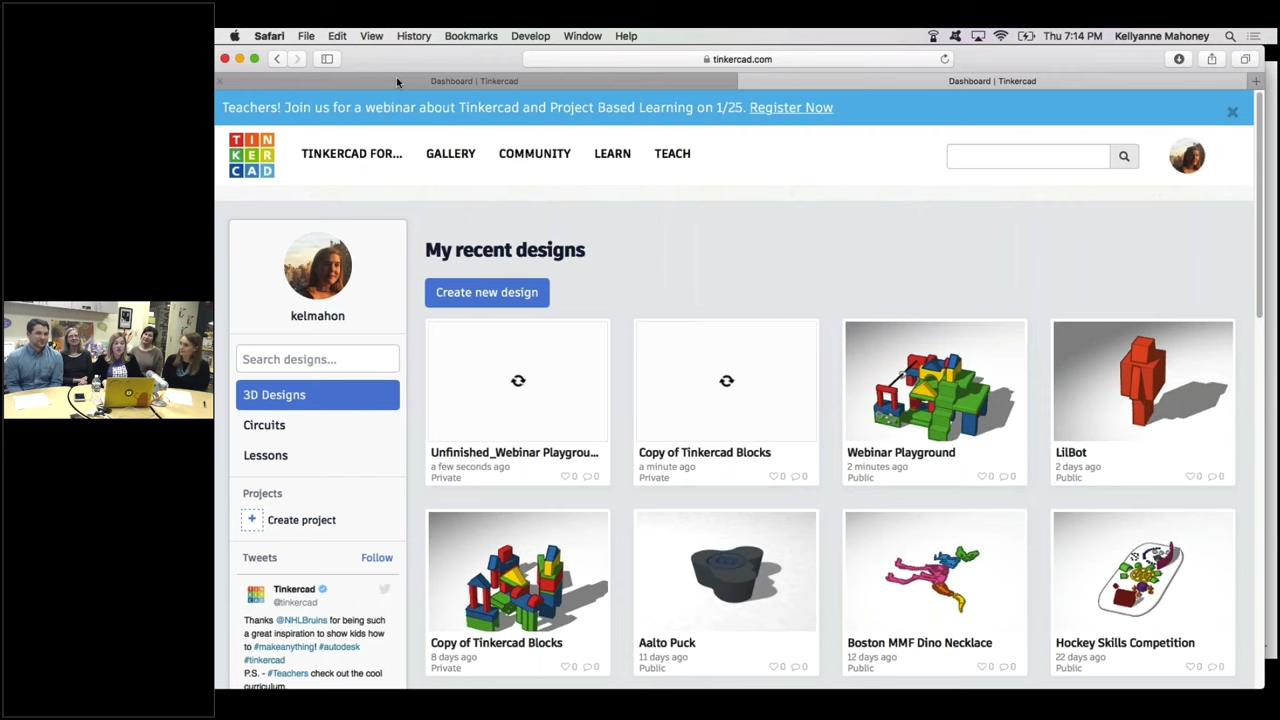 Safari File Edit View History Bookmarks Develop Window Help Thu 7:14 PM Kellyanne Mahoney
tinkercad.com
Dashboard | Tinkercad Dashboard | Tinkercad
Teachers! Join us for a webinar about Tinkercad and Project Based Learning on 1/25. Register Now
TIN
KER
CAD
TINKERCAD FOR... GALLERY COMMUNITY LEARN TEACH
kelmahon
Search designs...
3D Designs
Circuits
Lessons
Projects
Create project
Tweets Follow
Tinkercad
@tinkercad
Thanks @NHLBruins for being such
a great inspiration to show kids how
to #makeanything! #autodesk
#tinkercad
P.S. - #Teachers check out the cool
curriculum.
My recent designs
Create new design
Unfinished_Webinar Playgrou...
a few seconds ago
Private 0 0
Copy of Tinkercad Blocks
a minute ago
Private 0 0
Webinar Playground
2 minutes ago
Public 0 0
LilBot
2 days ago
Public 0 0
Copy of Tinkercad Blocks
8 days ago
Private 0 0
Aalto Puck
11 days ago
Public 0 0
Boston MMF Dino Necklace
12 days ago
Public 0 0
Hockey Skills Competition
22 days ago
Public 0 0